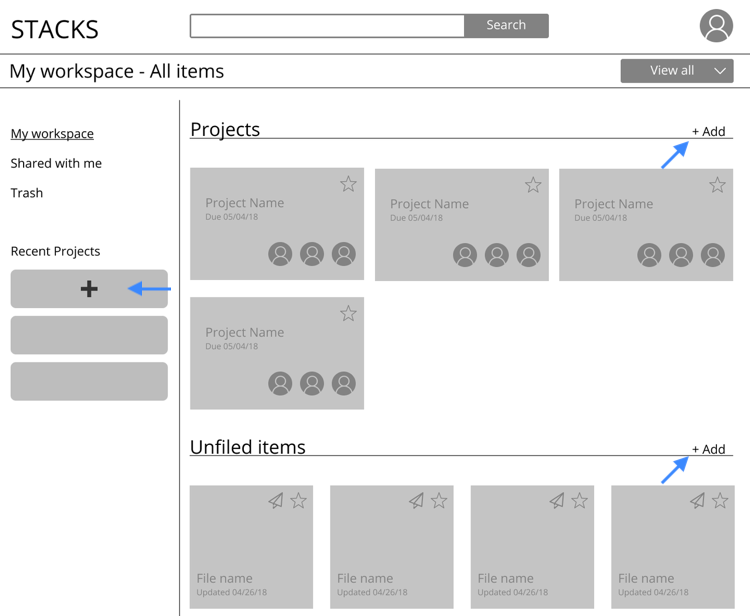 STACKS
Search
My workspace - All items
View all
My workspace
Shared with me
Trash
Recent Projects
+
Projects
+ Add
Project Name
Due 05/04/18
Project Name
Due 05/04/18
Project Name
Due 05/04/18
Project Name
Due 05/04/18
Unfiled items
+ Add
File name
Updated 04/26/18
File name
Updated 04/26/18
File name
Updated 04/26/18
File name
Updated 04/26/18